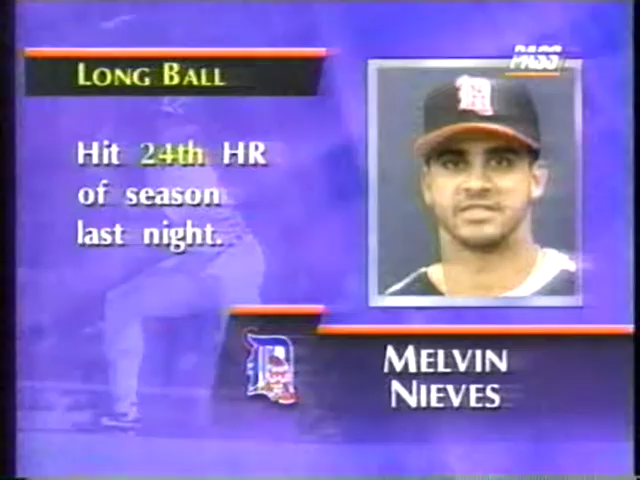 PASS
LONG BALL
Hit 24th HR
of season
last night.
D
D
MELVIN
NIEVES